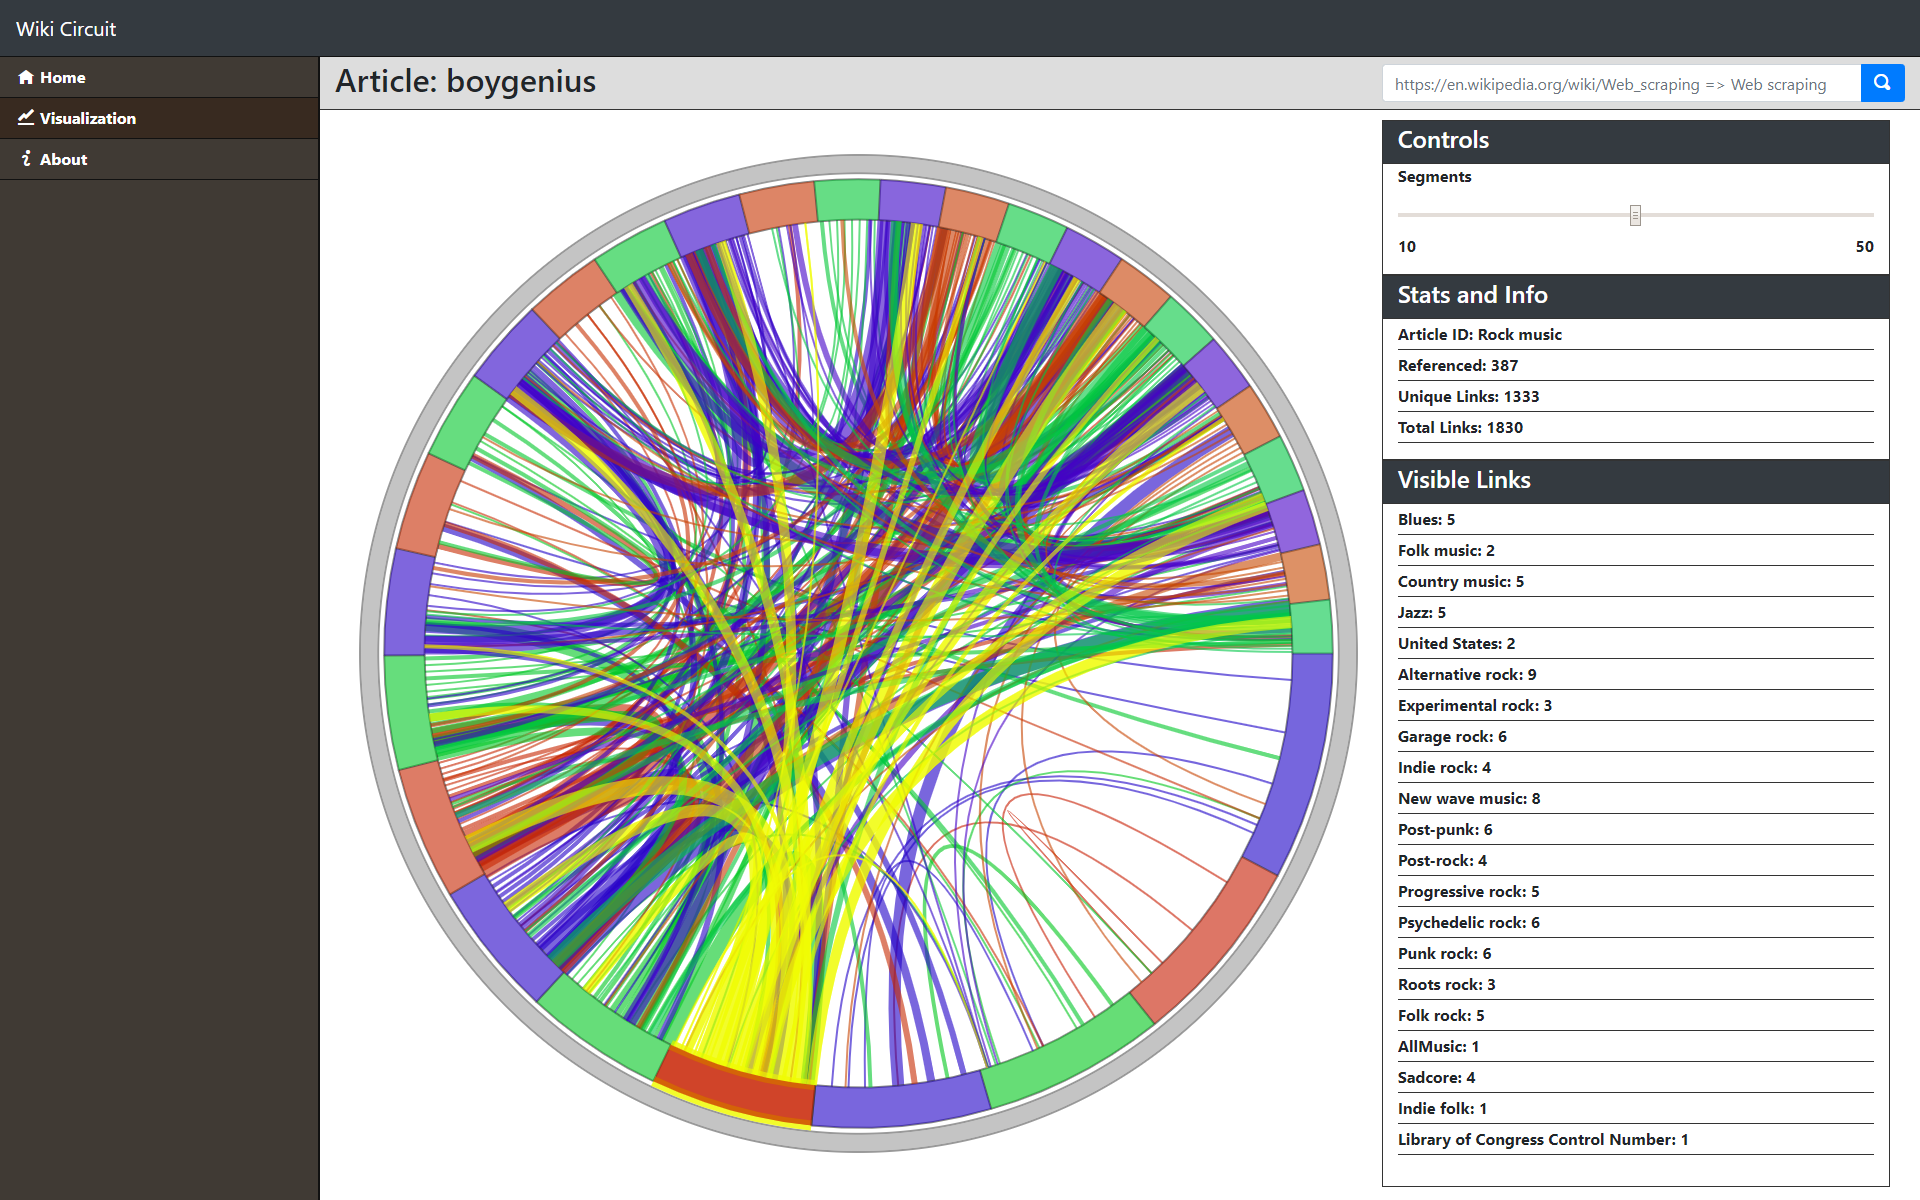 Wiki Circuit
Home
Visualization
About
Article: boygenius
https://en.wikipedia.org/wiki/Web_scraping => Web scraping
Controls
Segments
10 50
Stats and Info
Article ID: Rock music
Referenced: 387
Unique Links: 1333
Total Links: 1830
Visible Links
Blues: 5
Folk music: 2
Country music: 5
Jazz: 5
United States: 2
Alternative rock: 9
Experimental rock: 3
Garage rock: 6
Indie rock: 4
New wave music: 8
Post-punk: 6
Post-rock: 4
Progressive rock: 5
Psychedelic rock: 6
Punk rock: 6
Roots rock: 3
Folk rock: 5
AllMusic: 1
Sadcore: 4
Indie folk: 1
Library of Congress Control Number: 1